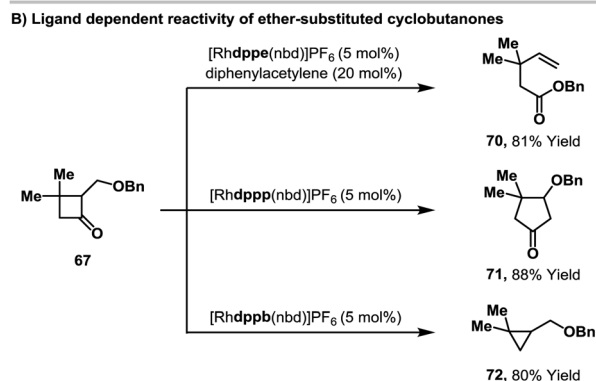 B) Ligand dependent reactivity of ether-substituted cyclobutanones
[Rhdppe(nbd)]PF6 (5 mol%)
diphenylacetylene (20 mol%)
Me
Me
OBn
O
70, 81% Yield
Me
Me
OBn
O
67
[Rhdppp(nbd)]PF6 (5 mol%)
Me
Me
OBn
O
71, 88% Yield
[Rhdppb(nbd)]PF6 (5 mol%)
Me
Me
OBn
72, 80% Yield